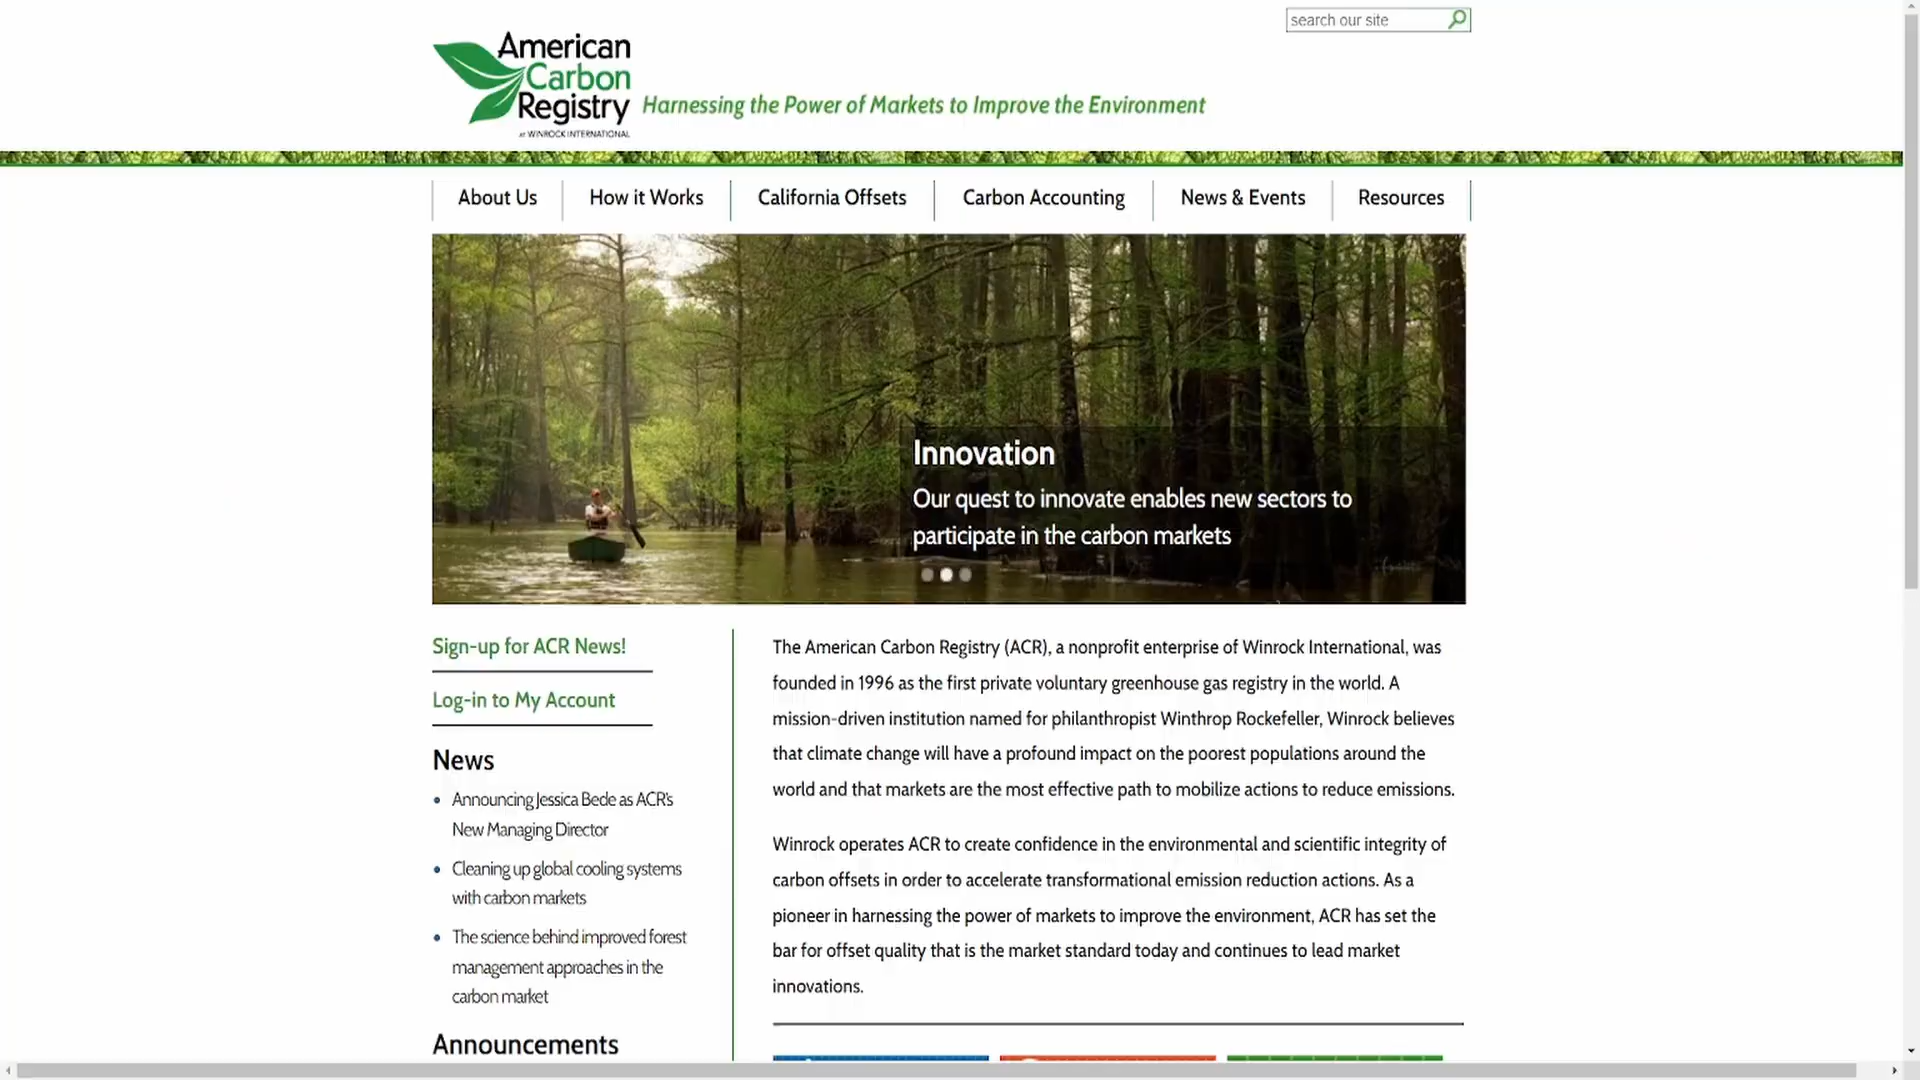 search our site
American
Carbon
Registry
at WINROCK INTERNATIONAL
Harnessing the Power of Markets to Improve the Environment
About Us
How it Works
California Offsets
Carbon Accounting
News & Events
Resources
Innovation
Our quest to innovate enables new sectors to
participate in the carbon markets
Sign-up for ACR News!
Log-in to My Account
News
Announcing Jessica Bede as ACR's
New Managing Director
Cleaning up global cooling systems
with carbon markets
The science behind improved forest
management approaches in the
carbon market
Announcements
The American Carbon Registry (ACR), a nonprofit enterprise of Winrock International, was
founded in 1996 as the first private voluntary greenhouse gas registry in the world. A
mission-driven institution named for philanthropist Winthrop Rockefeller, Winrock believes
that climate change will have a profound impact on the poorest populations around the
world and that markets are the most effective path to mobilize actions to reduce emissions.
Winrock operates ACR to create confidence in the environmental and scientific integrity of
carbon offsets in order to accelerate transformational emission reduction actions. As a
pioneer in harnessing the power of markets to improve the environment, ACR has set the
bar for offset quality that is the market standard today and continues to lead market
innovations.